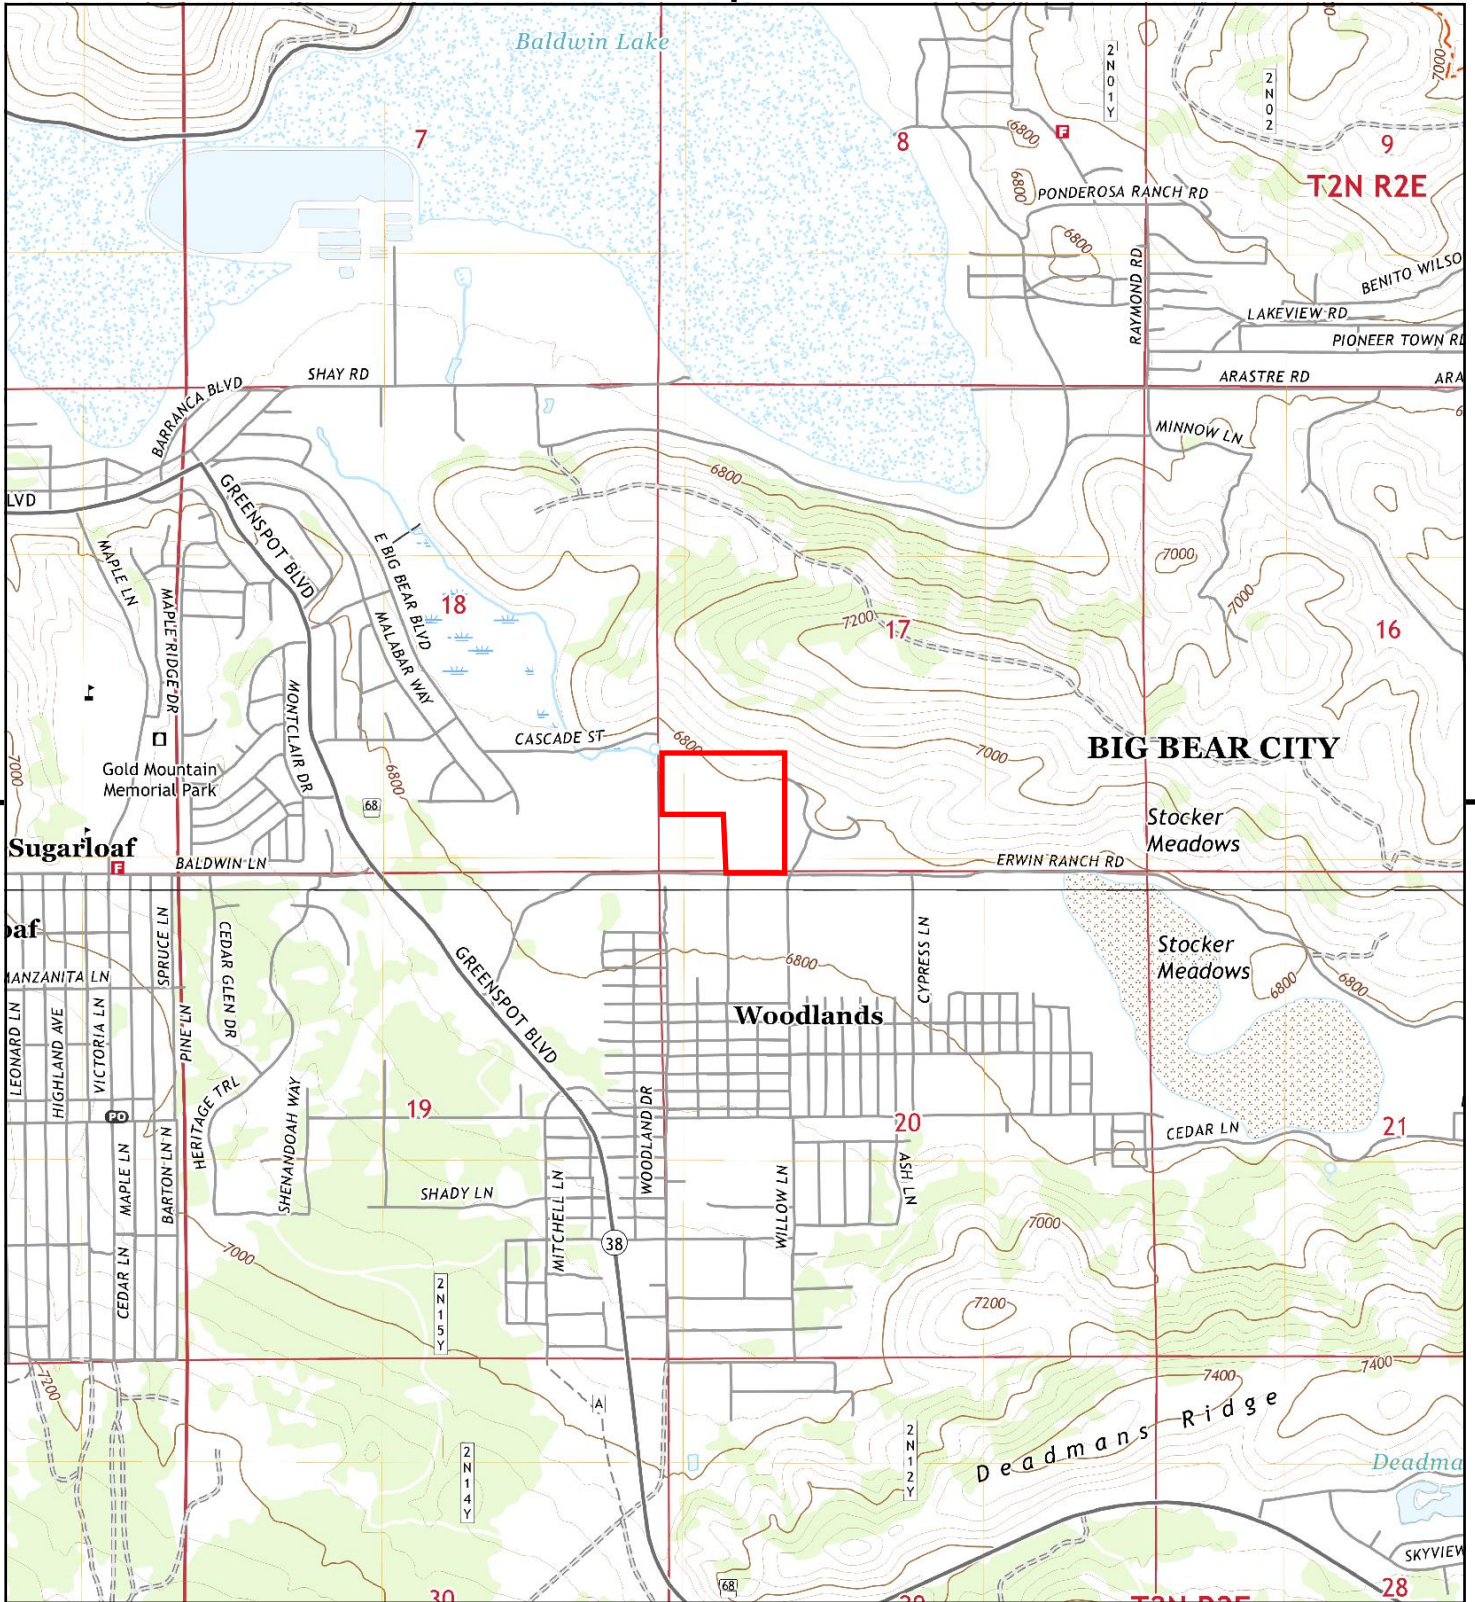 Baldwin Lake
7
8
9
T2N R2E
2N01Y
2N02
7000
6800
6800
6800
PONDEROSA RANCH RD
RAYMOND RD
BENITO WILSO
LAKEVIEW RD
PIONEER TOWN RD
ARASTRE RD
ARA
SHAY RD
BARRANCA BLVD
MINNOW LN
LVD
GREENSPOT BLVD
6800
MAPLE LN
E BIG BEAR BLVD
7000
7000
MAPLE RIDGE DR
18
MALABAR WAY
7200
17
16
MONTCLAIR DR
CASCADE ST
6800
7000
7000
BIG BEAR CITY
Gold Mountain
Memorial Park
6800
68
Stocker
Meadows
Sugarloaf
F
BALDWIN LN
ERWIN RANCH RD
oaf
SPRUCE LN
CEDAR GLEN DR
GREENSPOT BLVD
6800
CYPRESS LN
Stocker
Meadows
6800
6800
MANZANITA LN
LEONARD LN
HIGHLAND AVE
VICTORIA LN
PINE LN
Woodlands
PO
HERITAGE TRL
SHENANDOAH WAY
19
WOODLAND DR
20
CEDAR LN
21
MAPLE LN
BARTON LN N
SHADY LN
MITCHELL LN
WILLOW LN
ASH LN
7000
7000
38
CEDAR LN
2N15Y
7200
7200
7400
7400
A
Deadmans Ridge
2N14Y
2N12Y
Deadma
SKYVIEW
68
30
28
F